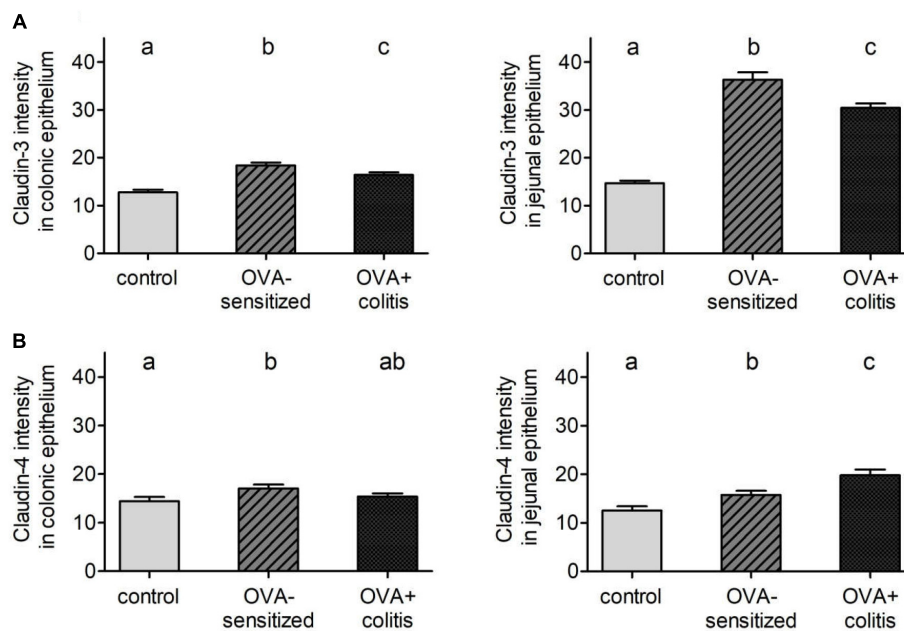 A
a b c
40
30
20
10
0
Claudin-3 intensity
in colonic epithelium
control OVA- OVA+
sensitized colitis
a b c
40
30
20
10
0
Claudin-3 intensity
in jejunal epithelium
control OVA- OVA+
sensitized colitis
B
a b ab
40
30
20
10
0
Claudin-4 intensity
in colonic epithelium
control OVA- OVA+
sensitized colitis
a b c
40
30
20
10
0
Claudin-4 intensity
in jejunal epithelium
control OVA- OVA+
sensitized colitis